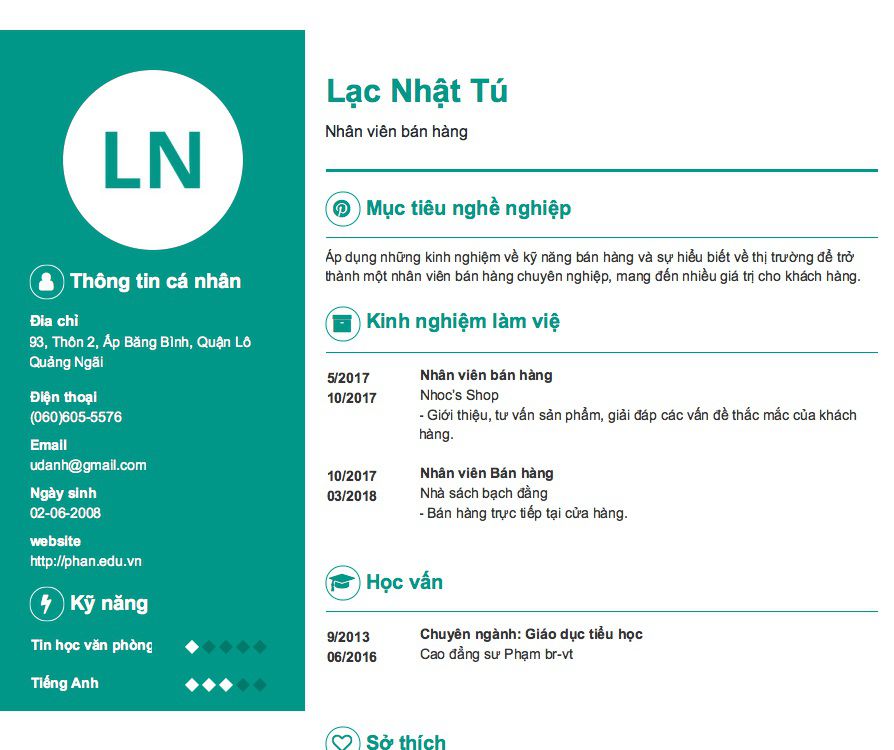 LN
Thông tin cá nhân
Địa chỉ
93, Thôn 2, Ấp Băng Bình, Quận Lô
Quảng Ngãi
Điện thoại
(060)605-5576
Email
udanh@gmail.com
Ngày sinh
02-06-2008
website
http://phan.edu.vn
Kỹ năng
Tin học văn phòng
Tiếng Anh
Lạc Nhật Tú
Nhân viên bán hàng
Mục tiêu nghề nghiệp
Áp dụng những kinh nghiệm về kỹ năng bán hàng và sự hiểu biết về thị trường để trở
thành một nhân viên bán hàng chuyên nghiệp, mang đến nhiều giá trị cho khách hàng.
Kinh nghiệm làm việ
5/2017
10/2017
Nhân viên bán hàng
Nhoc's Shop
- Giới thiệu, tư vấn sản phẩm, giải đáp các vấn đề thắc mắc của khách
hàng.
10/2017
03/2018
Nhân viên Bán hàng
Nhà sách bạch đằng
- Bán hàng trực tiếp tại cửa hàng.
Học vấn
9/2013
06/2016
Chuyên ngành: Giáo dục tiểu học
Cao đẳng sư Phạm br-vt
Sở thích